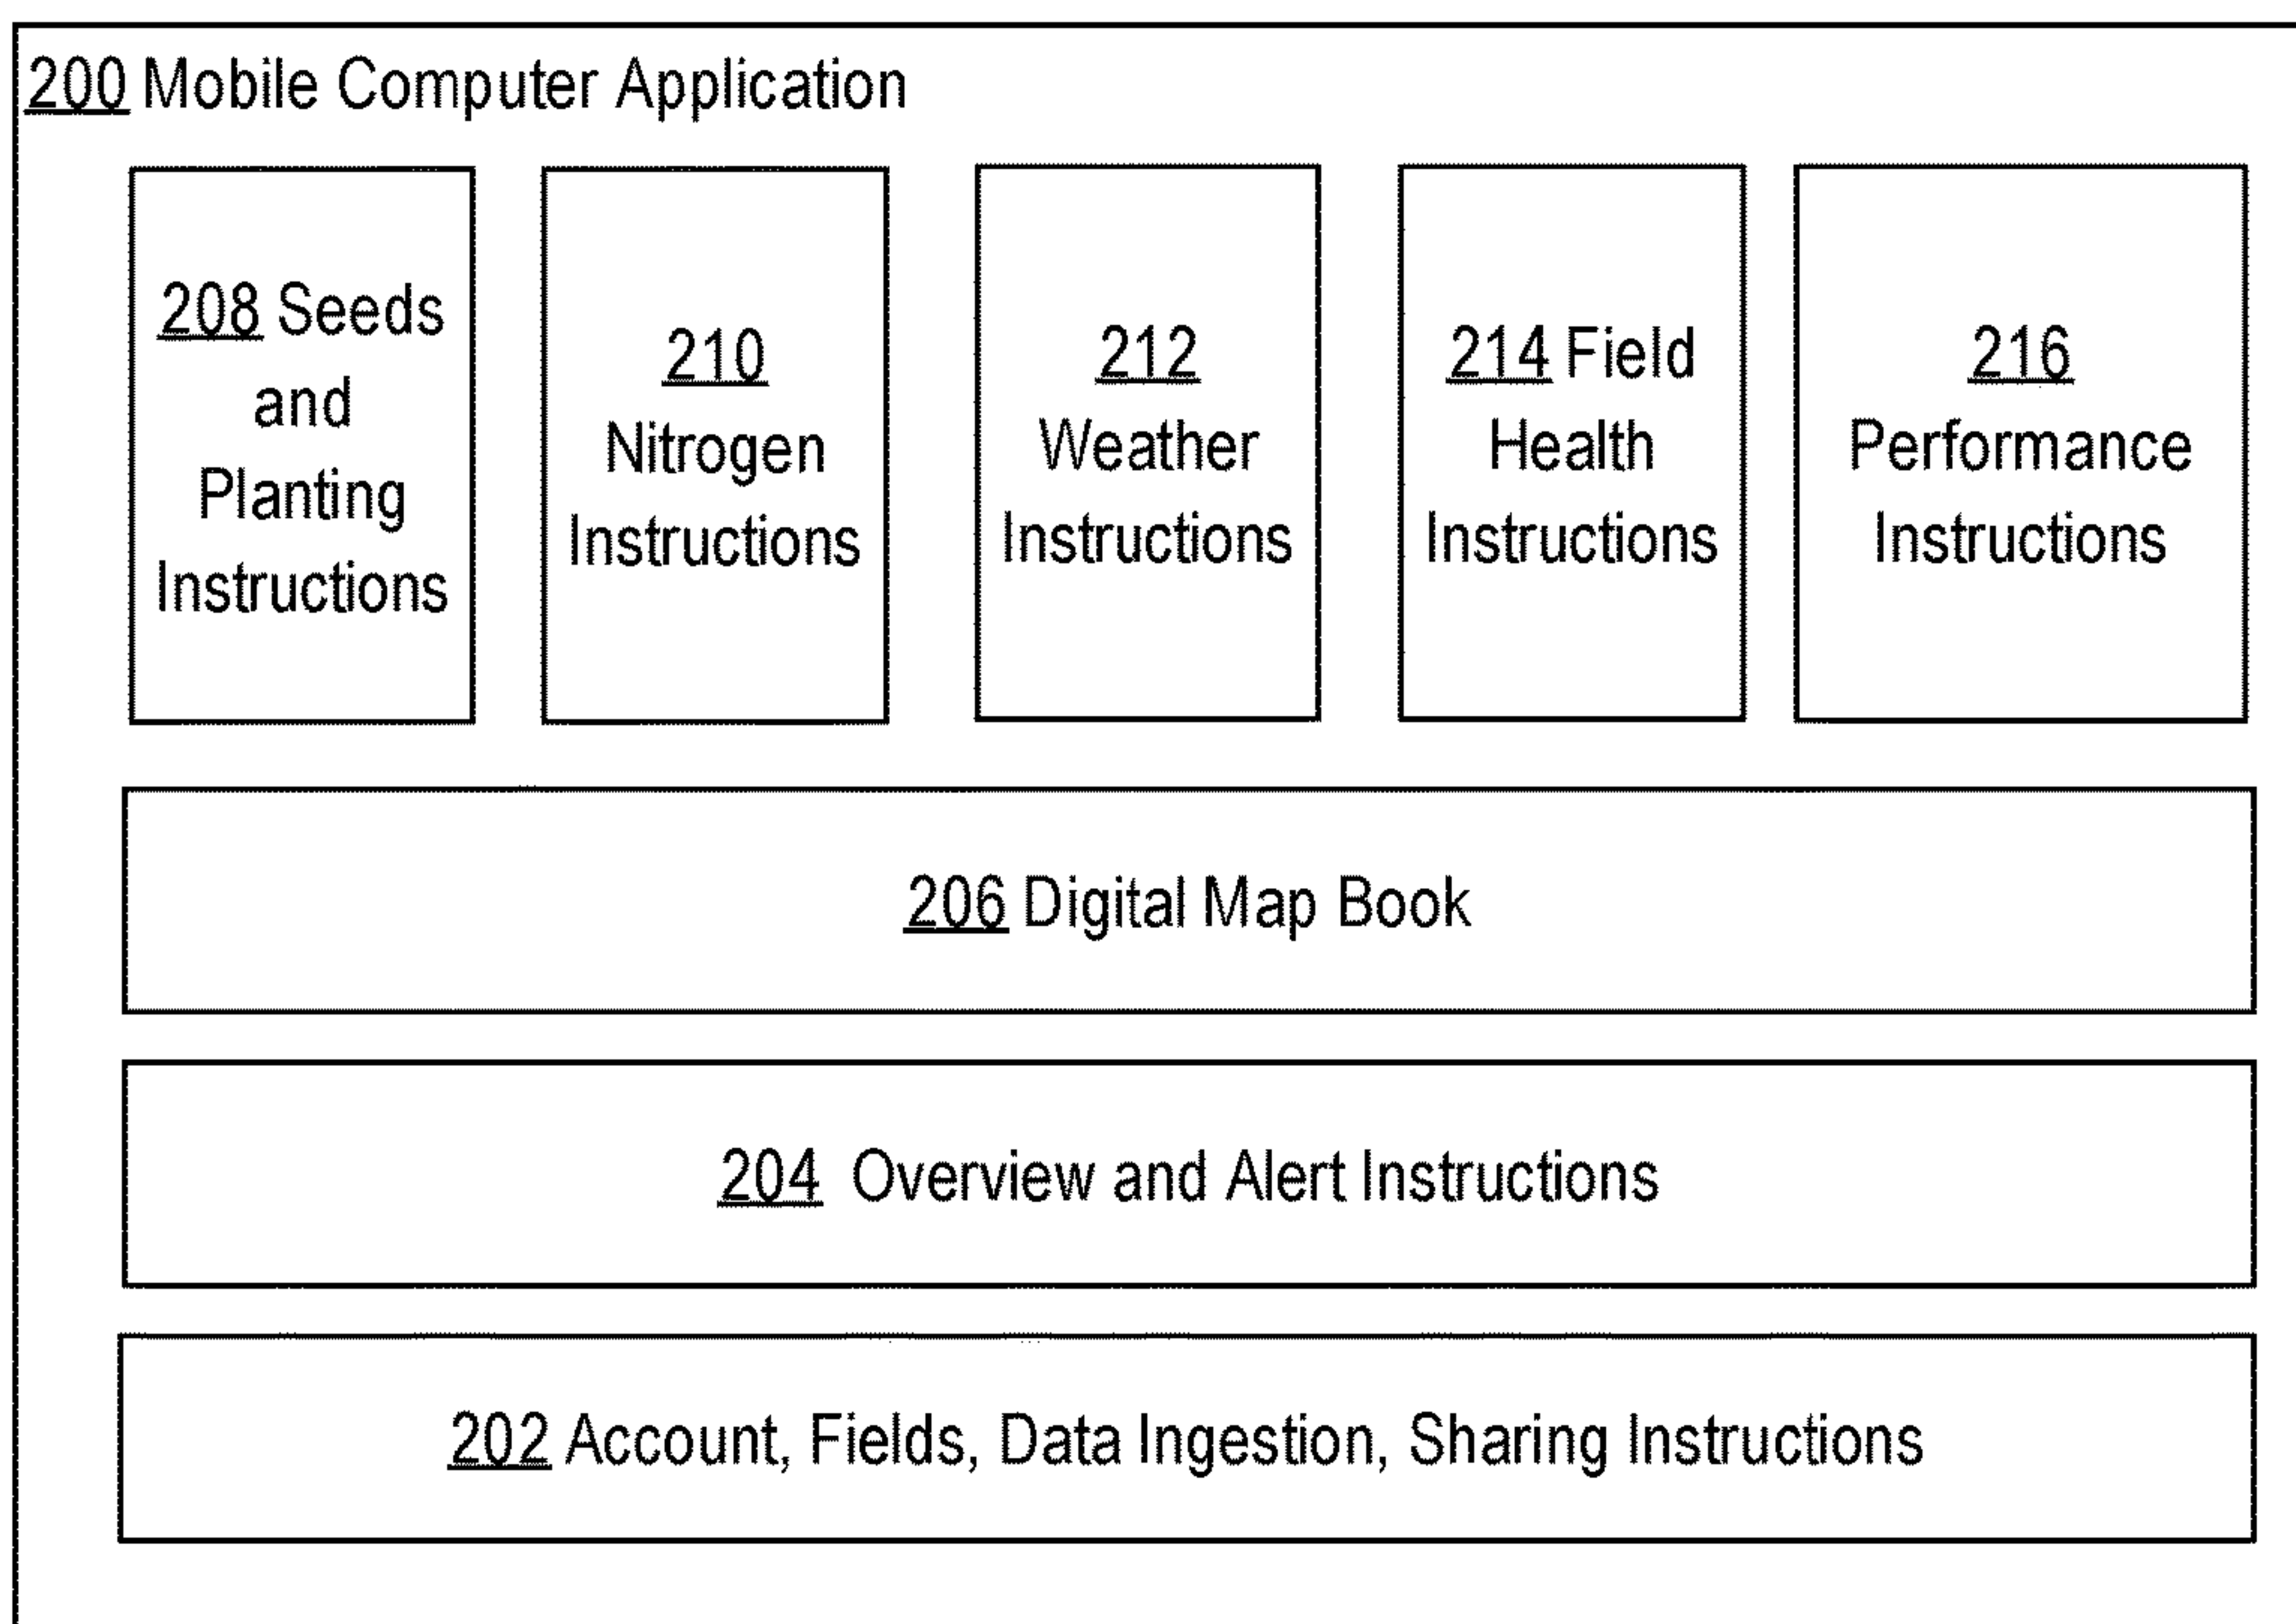 200 Mobile Computer Application
208 Seeds
and
Planting
Instructions
210
Nitrogen
Instructions
212
Weather
Instructions
214 Field
Health
Instructions
216
Performance
Instructions
206 Digital Map Book
204 Overview and Alert Instructions
202 Account, Fields, Data Ingestion, Sharing Instructions